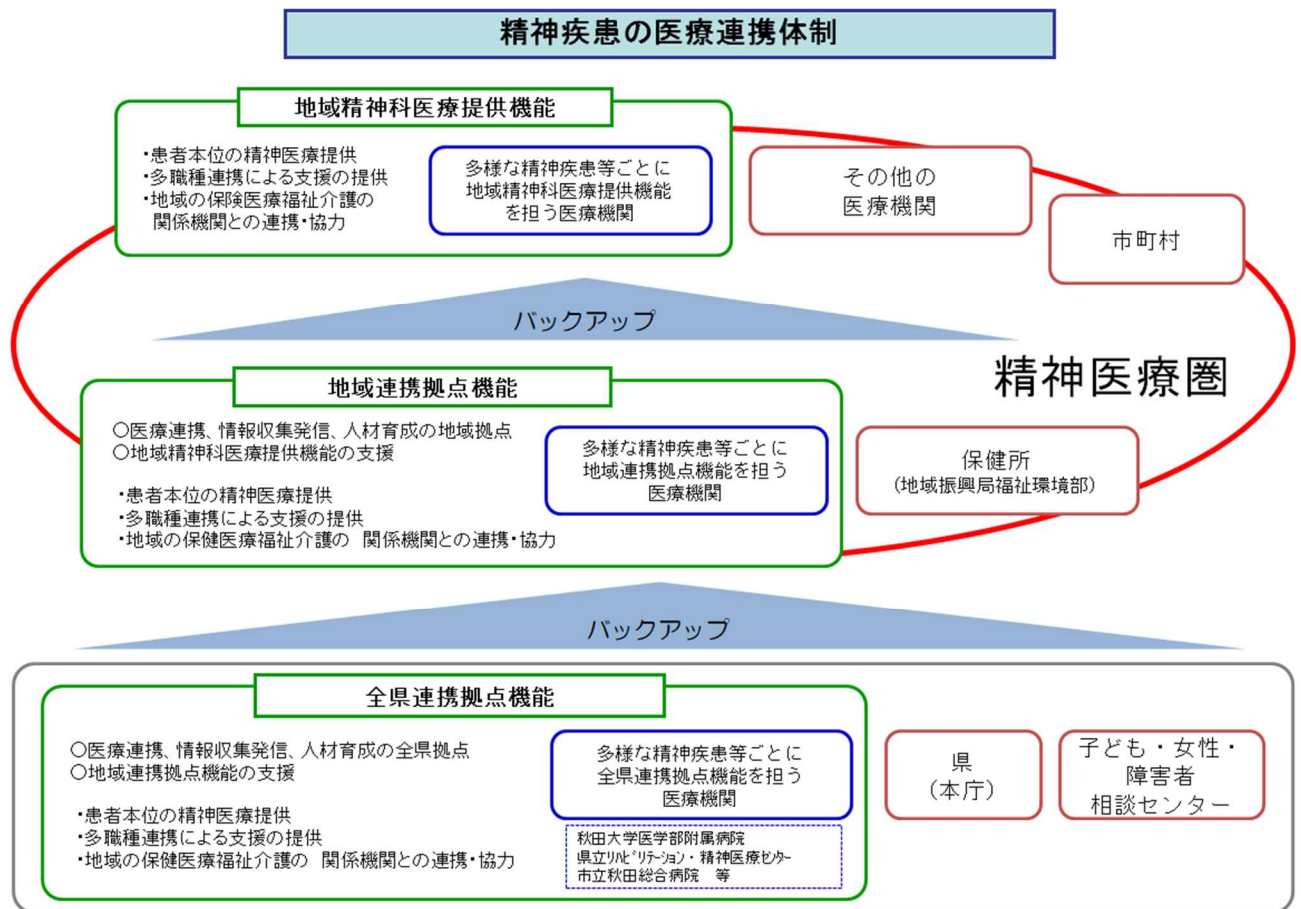 精神疾患の医療連携体制
地域精神科医療提供機能
・患者本位の精神医療提供
・多職種連携による支援の提供
・地域の保険医療福祉介護の
関係機関との連携・協力
多様な精神疾患等ごとに
地域精神科医療提供機能
を担う医療機関
その他の
医療機関
市町村
バックアップ
精神医療圏
地域連携拠点機能
○医療連携、情報収集発信、人材育成の地域拠点
○地域精神科医療提供機能の支援
・患者本位の精神医療提供
・多職種連携による支援の提供
・地域の保健医療福祉介護の 関係機関との連携・協力
多様な精神疾患等ごとに
地域連携拠点機能を担う
医療機関
保健所
(地域振興局福祉環境部)
バックアップ
全県連携拠点機能
○医療連携、情報収集発信、人材育成の全県拠点
○地域連携拠点機能の支援
・患者本位の精神医療提供
・多職種連携による支援の提供
・地域の保健医療福祉介護の 関係機関との連携・協力
多様な精神疾患等ごとに
全県連携拠点機能を担う
医療機関
秋田大学医学部附属病院
県立ﾘﾊﾋﾞﾘﾃｰｼｮﾝ・精神医療ｾﾝﾀｰ
市立秋田総合病院 等
県
(本庁)
子ども・女性・
障害者
相談センター